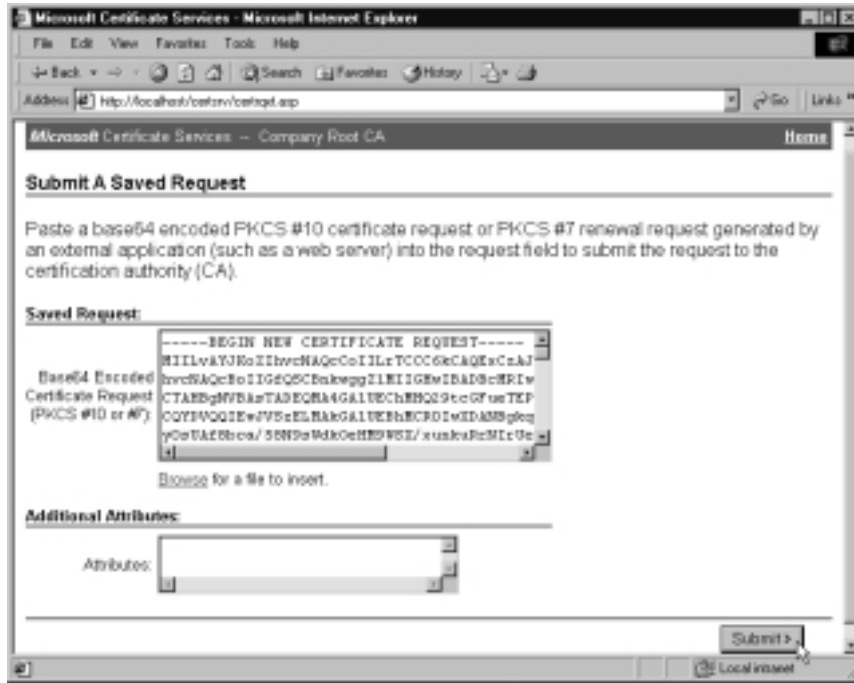 Microsoft Certificate Services - Microsoft Internet Explorer
File Edit View Favorites Tools Help
Back Search Favorites History
Address http://localhost/certsrv/certrqxt.asp Go Links »
Microsoft Certificate Services -- Company Root CA Home
Submit A Saved Request
Paste a base64 encoded PKCS #10 certificate request or PKCS #7 renewal request generated by
an external application (such as a web server) into the request field to submit the request to the
certification authority (CA).
Saved Request:
-----BEGIN NEW CERTIFICATE REQUEST-----
Base64 Encoded
Certificate Request
(PKCS #10 or #7):
Browse for a file to insert.
Additional Attributes:
Attributes:
Submit >
Local intranet